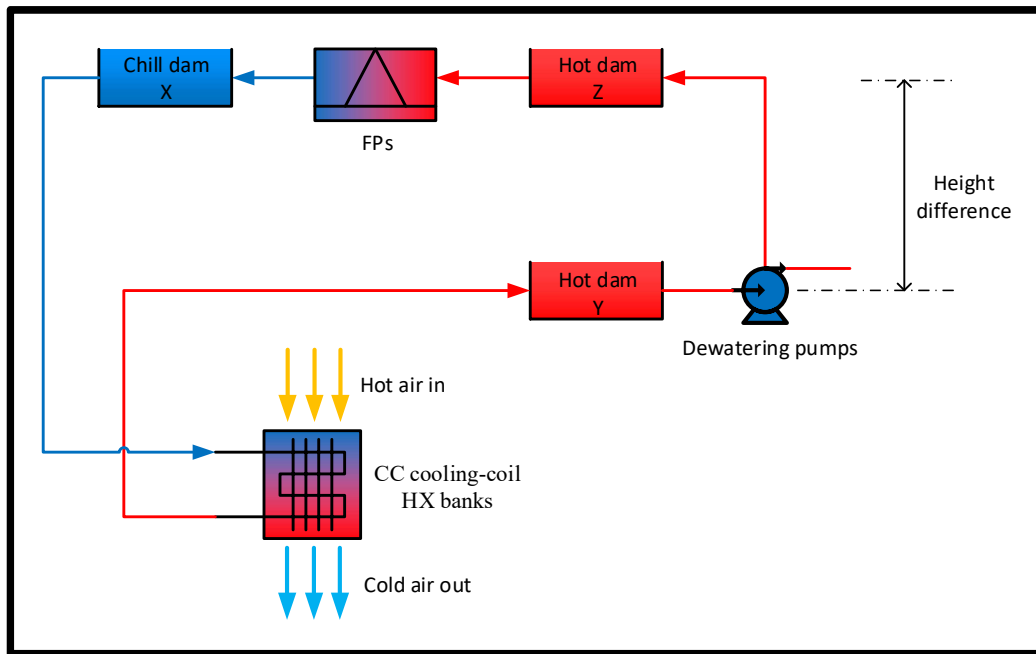 Chill dam
X
FPs
Hot dam
Z
Height
difference
Hot dam
Y
Dewatering pumps
Hot air in
CC cooling-coil
HX banks
Cold air out